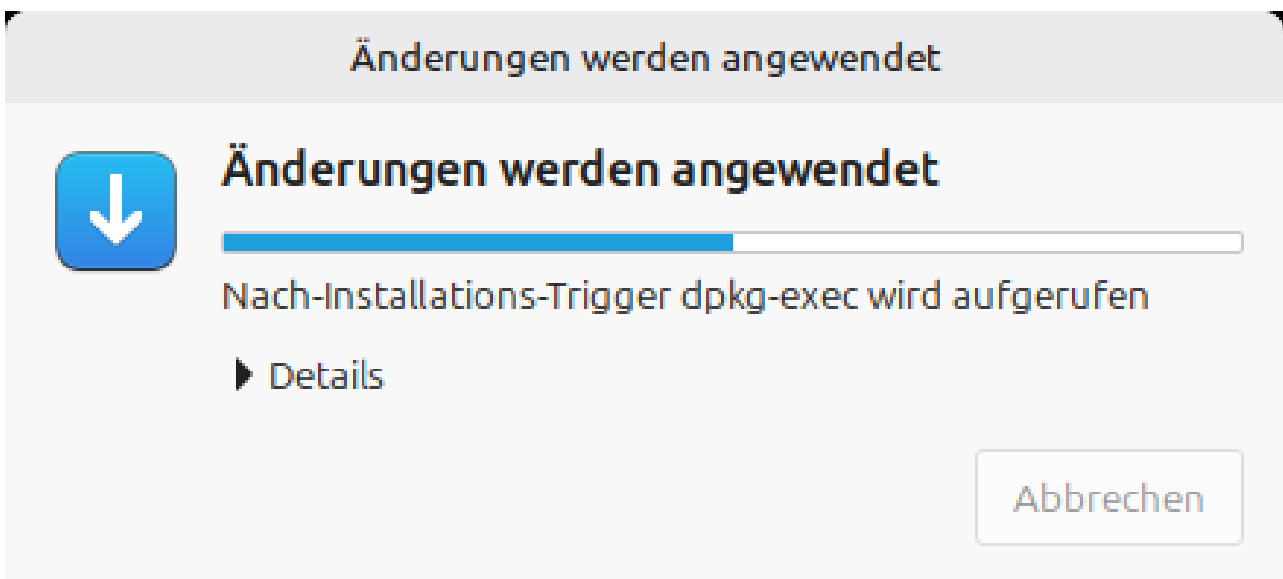 Änderungen werden angewendet
Änderungen werden angewendet
Nach-Installations-Trigger dpkg-exec wird aufgerufen
Details
Abbrechen